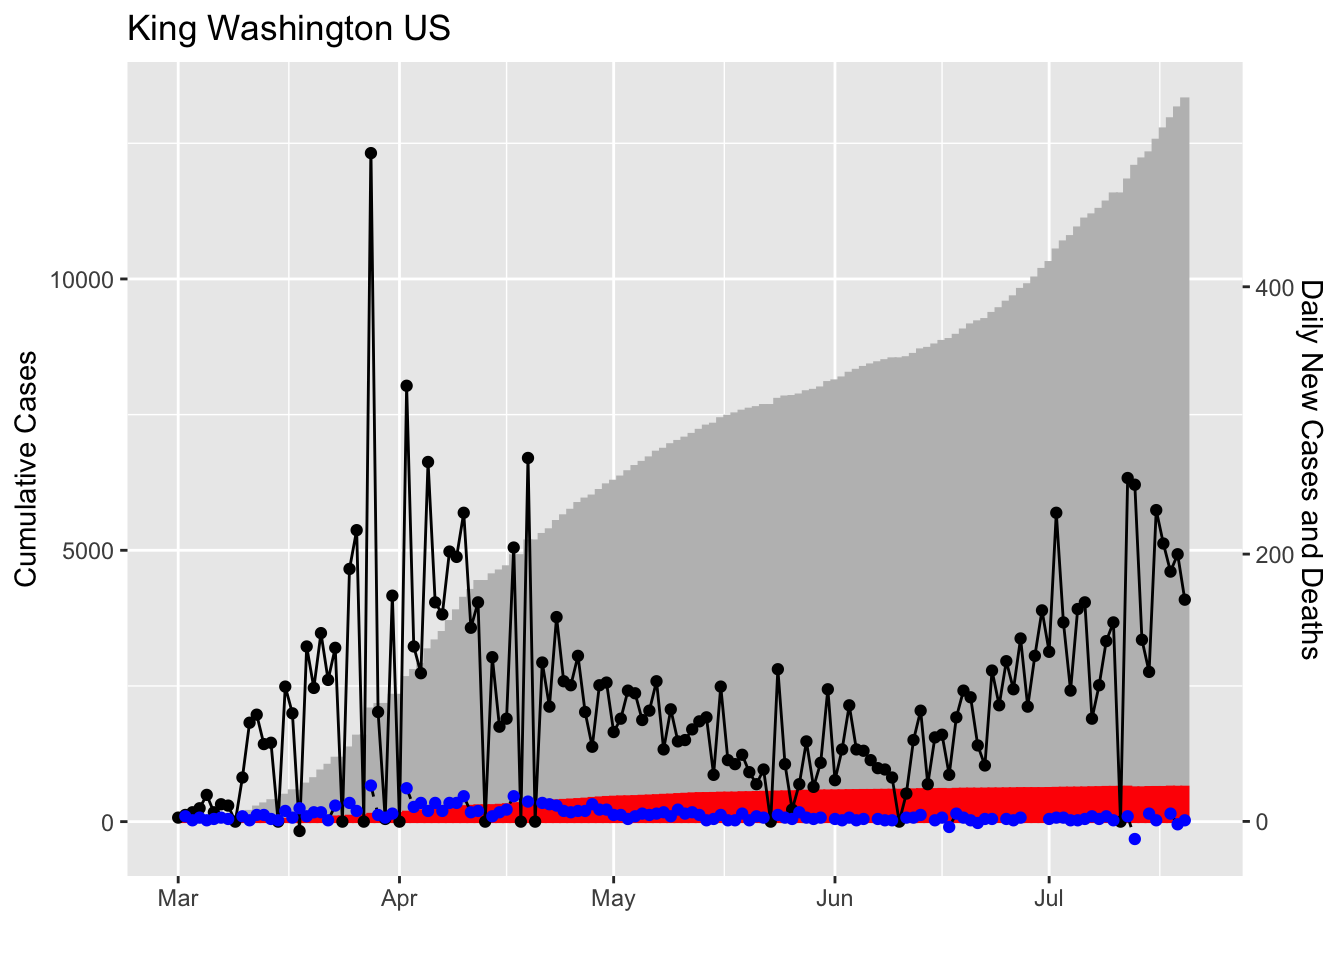 King Washington US
Cumulative Cases
10000
5000
0
400
200
0
Daily New Cases and Deaths
Mar
Apr
May
Jun
Jul